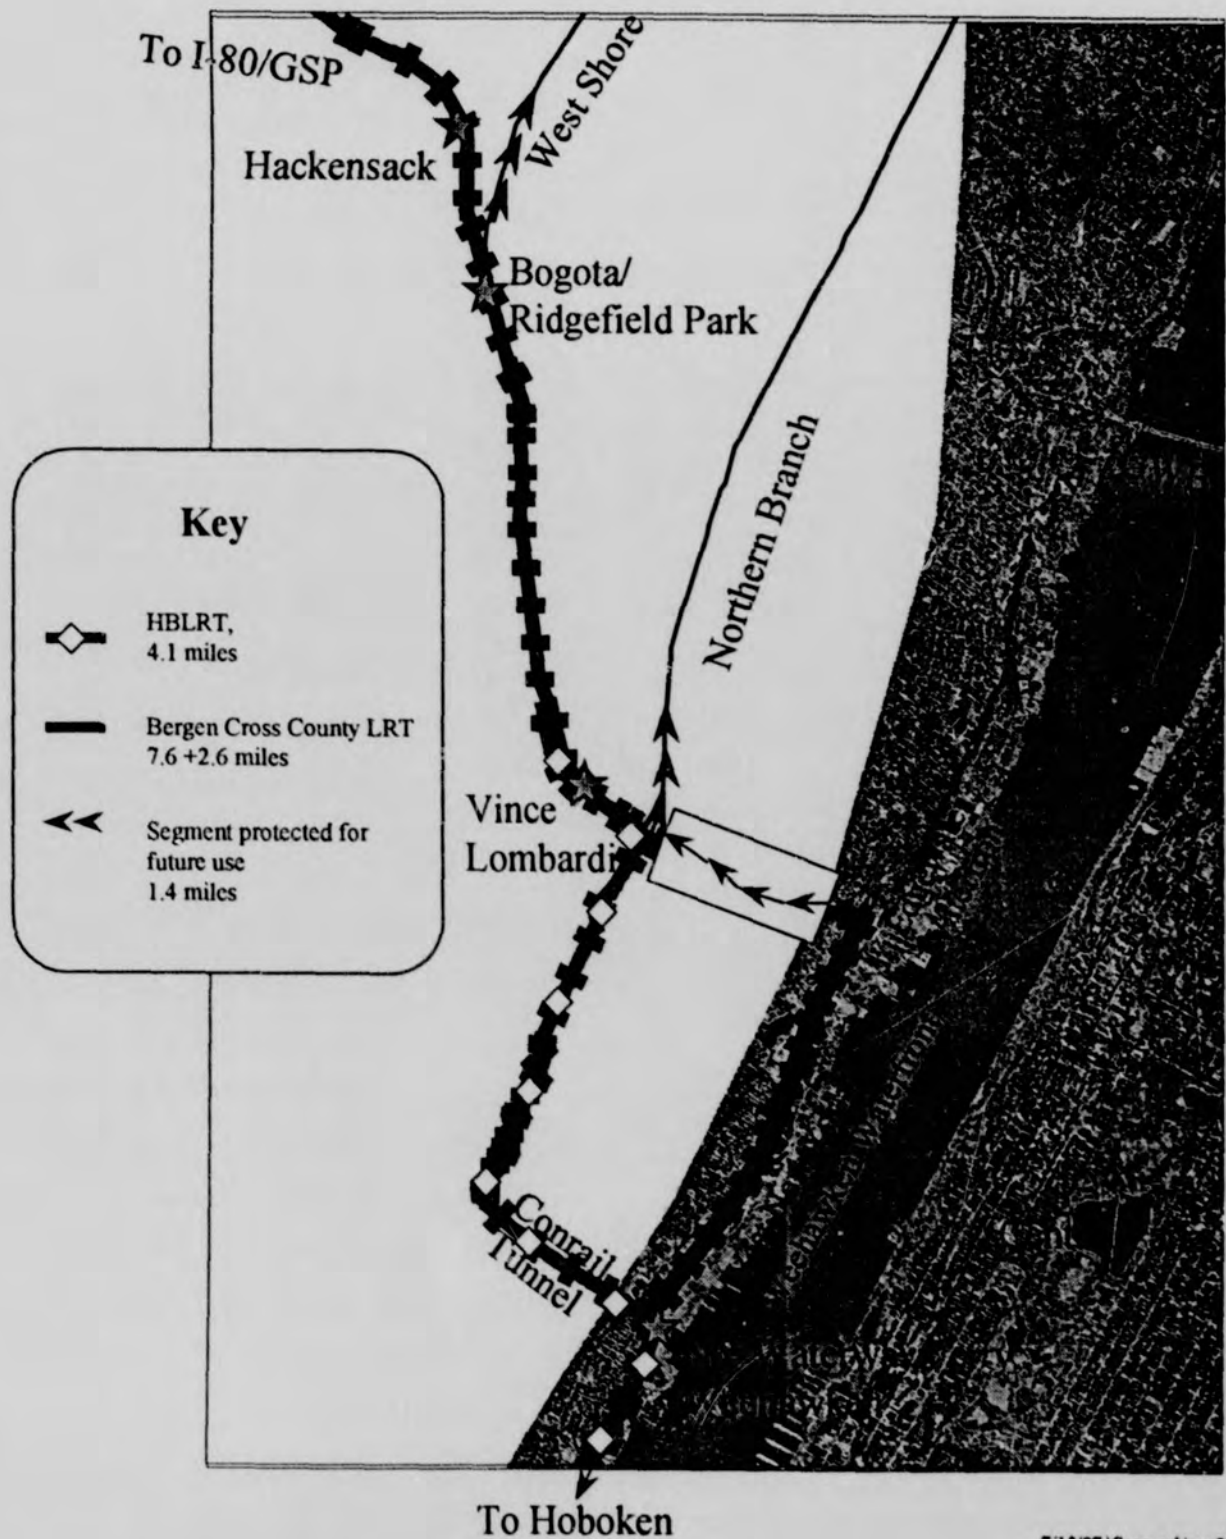 To I-80/GSP
West Shore
Hackensack
Bogota/
Ridgefield Park
Northern Branch
Key
HBLRT,
4.1 miles
Bergen Cross County LRT
7.6 +2.6 miles
Segment protected for
future use
1.4 miles
Vince
Lombardi
Conrail
Tunnel
To Hoboken